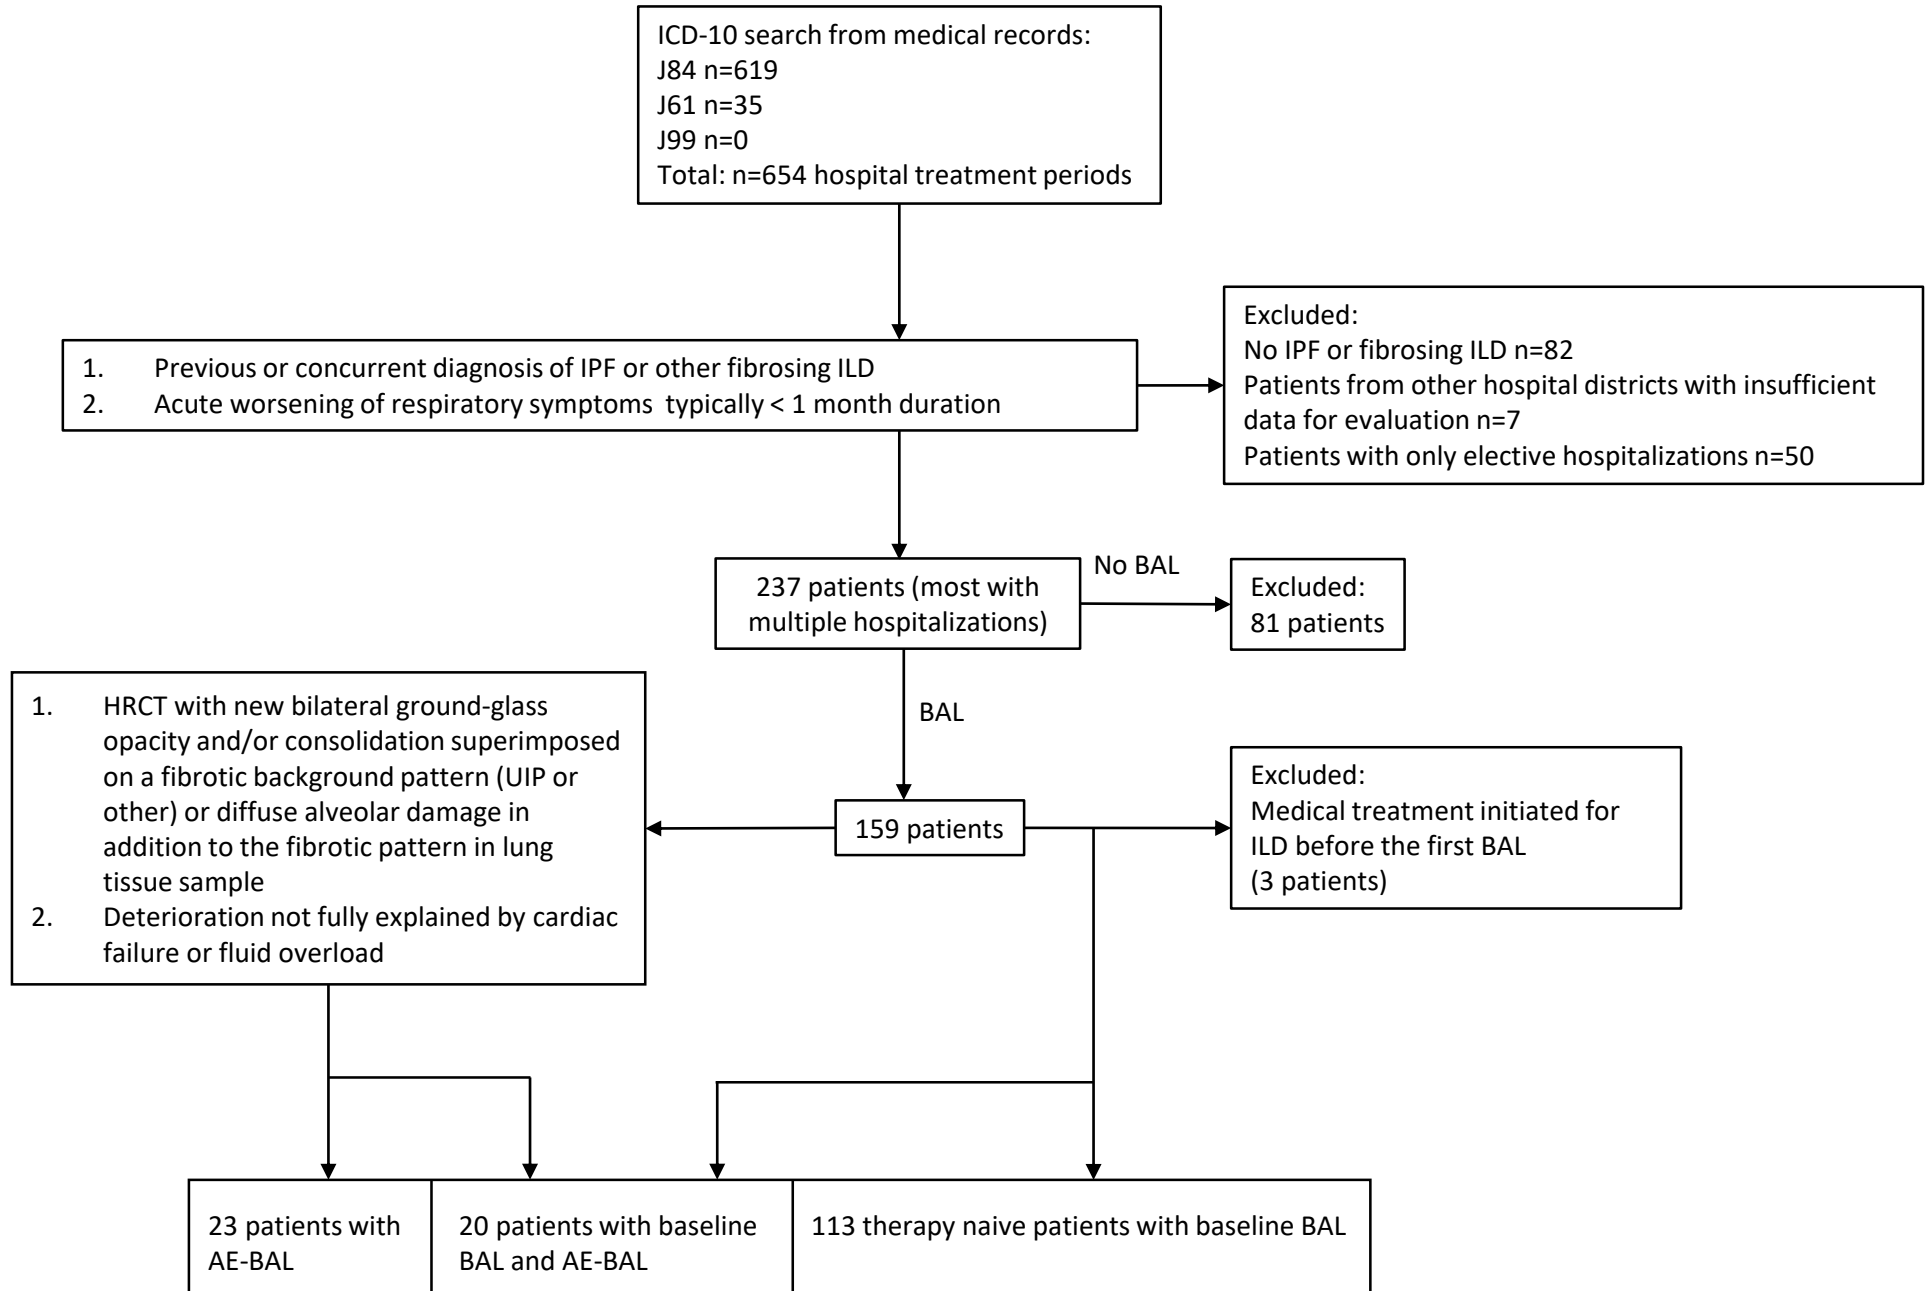 ICD-10 search from medical records:
J84 n=619
J61 n=35
J99 n=0
Total: n=654 hospital treatment periods
1. Previous or concurrent diagnosis of IPF or other fibrosing ILD
2. Acute worsening of respiratory symptoms typically < 1 month duration
Excluded:
No IPF or fibrosing ILD n=82
Patients from other hospital districts with insufficient
data for evaluation n=7
Patients with only elective hospitalizations n=50
237 patients (most with
multiple hospitalizations)
No BAL
Excluded:
81 patients
BAL
1. HRCT with new bilateral ground-glass
opacity and/or consolidation superimposed
on a fibrotic background pattern (UIP or
other) or diffuse alveolar damage in
addition to the fibrotic pattern in lung
tissue sample
2. Deterioration not fully explained by cardiac
failure or fluid overload
159 patients
Excluded:
Medical treatment initiated for
ILD before the first BAL
(3 patients)
23 patients with
AE-BAL
20 patients with baseline
BAL and AE-BAL
113 therapy naive patients with baseline BAL